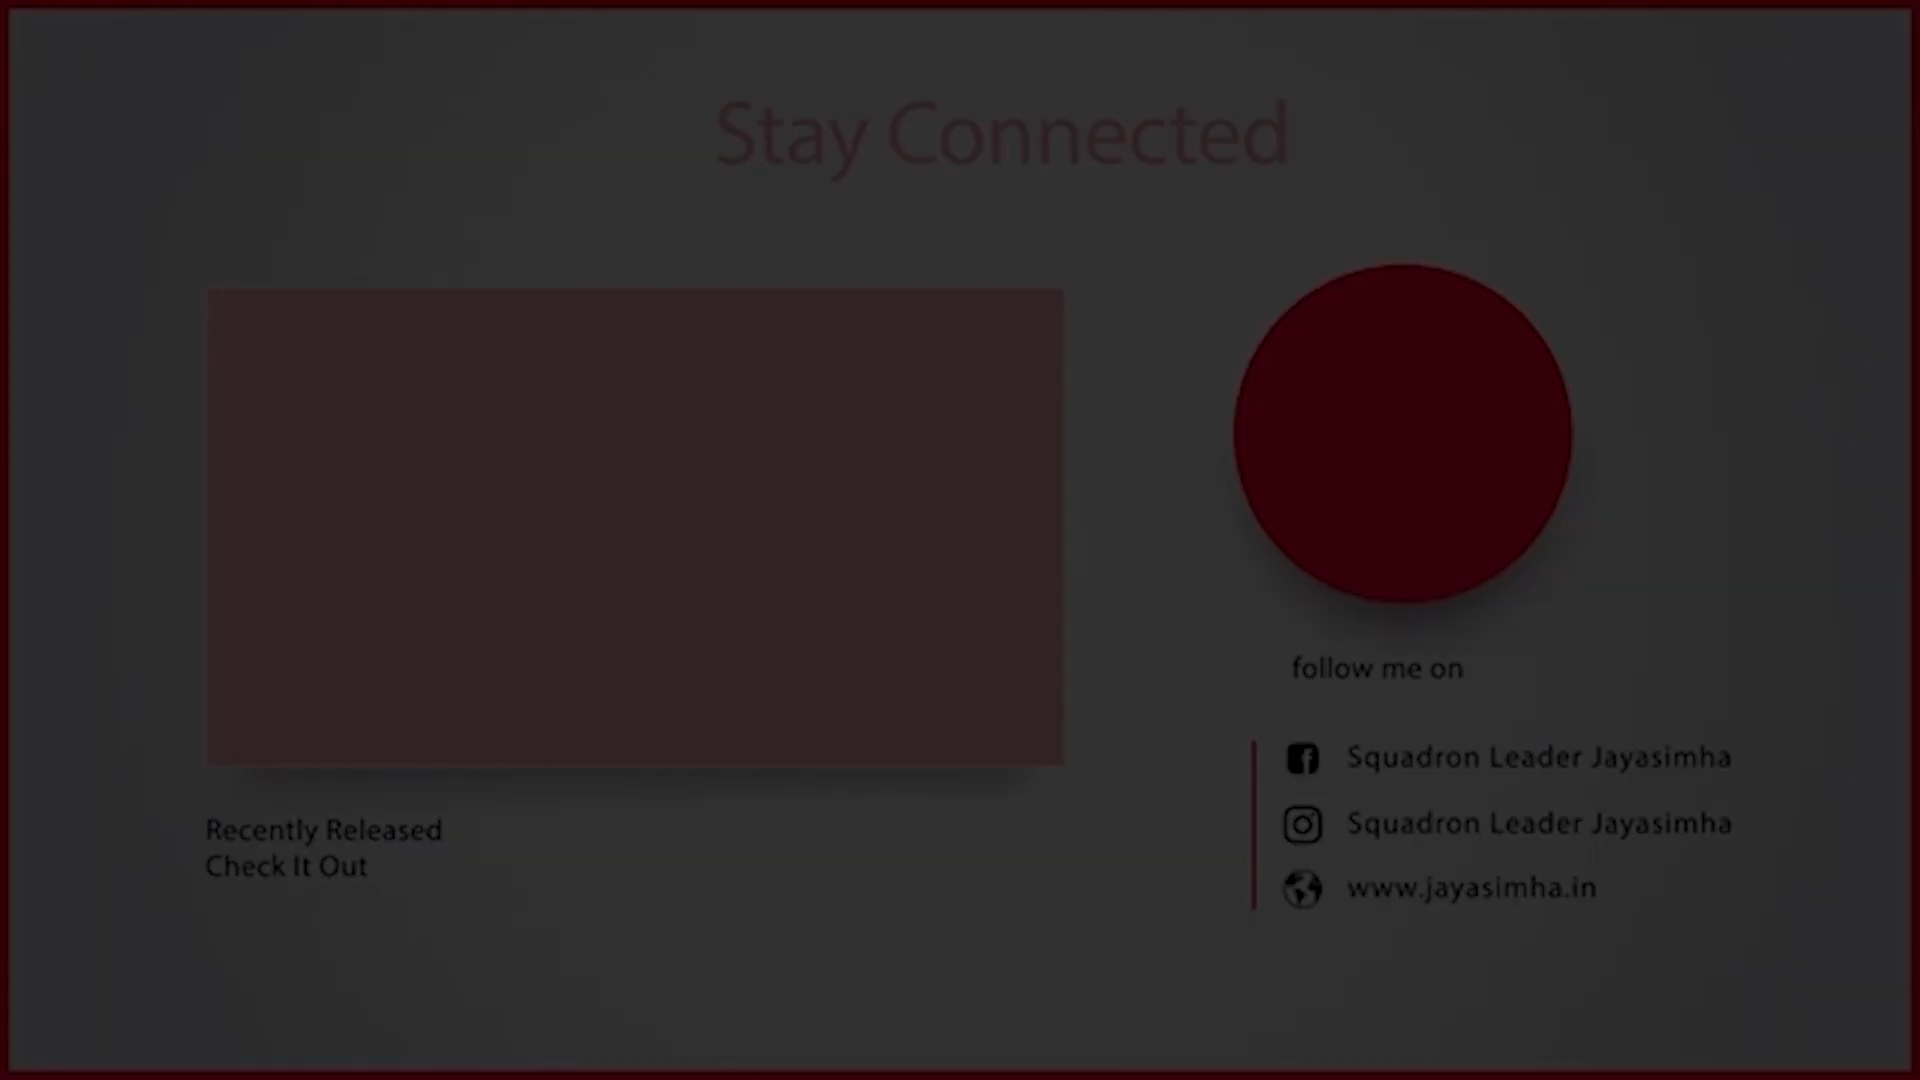 Stay Connected
Recently Released
Check It Out
follow me on
Squadron Leader Jayasimha
Squadron Leader Jayasimha
www.jayasimha.in